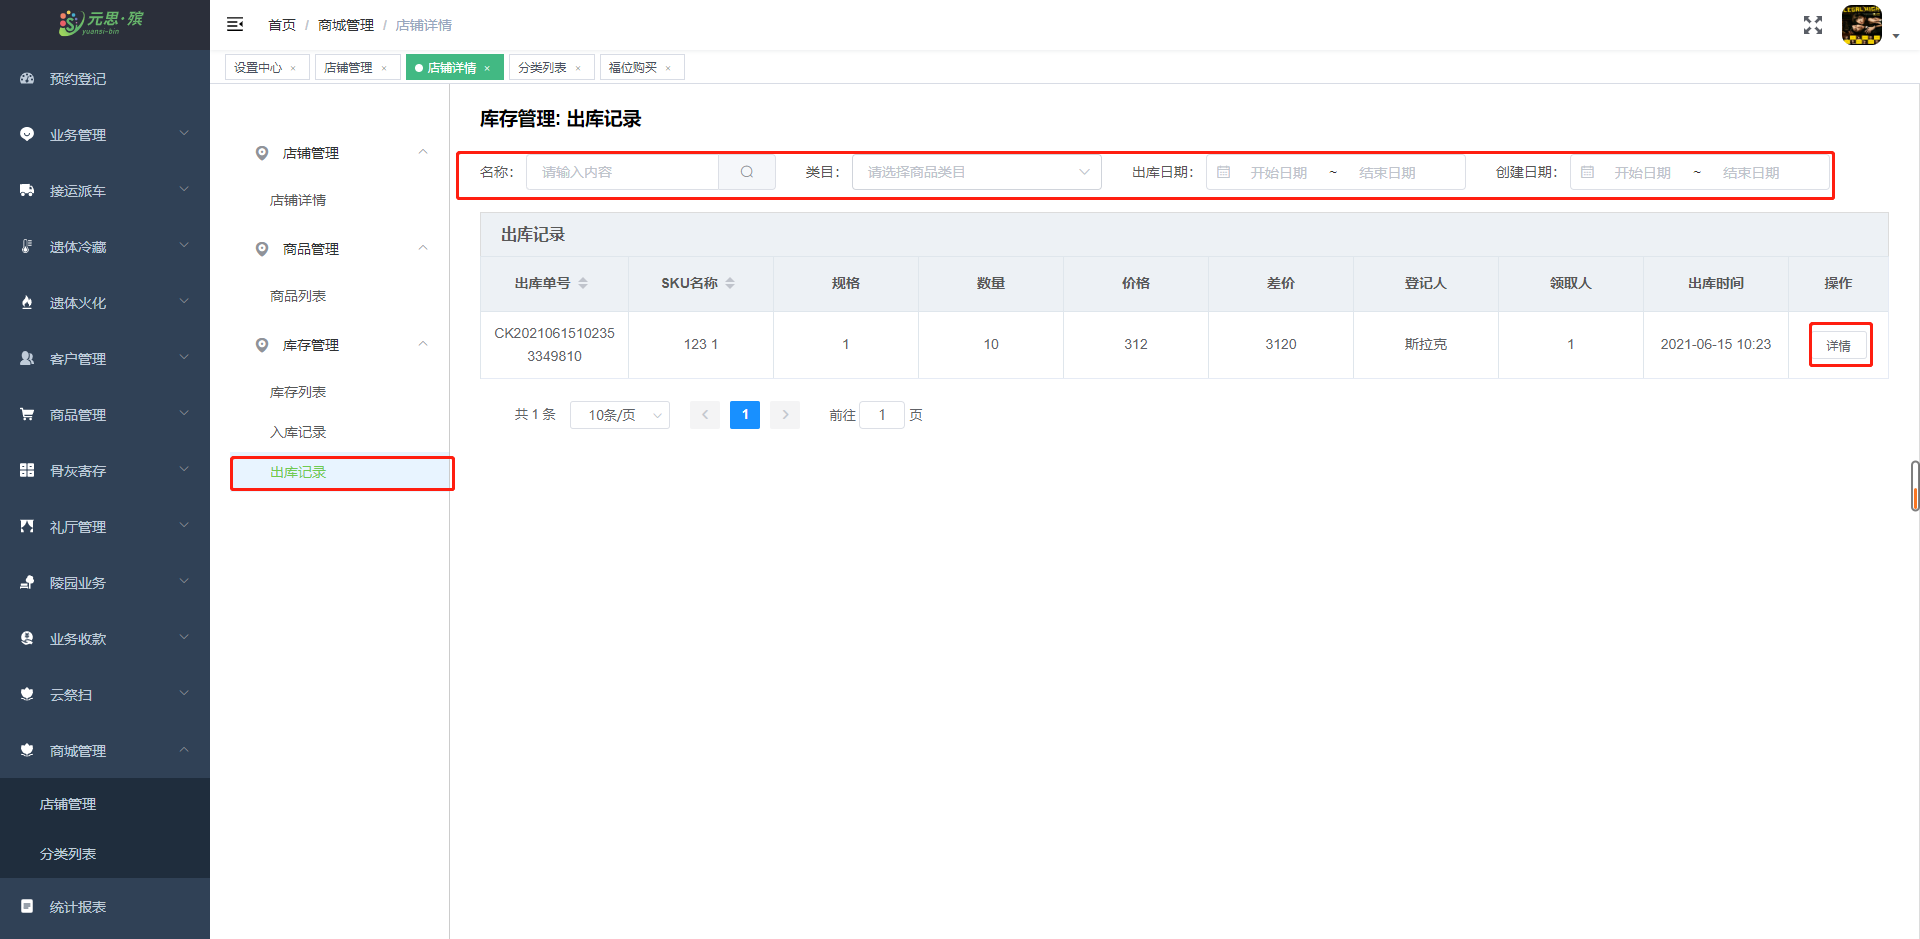 元思·殡
yuansi-bin
首页 / 商城管理 / 店铺详情
设置中心 ×
店铺管理 ×
店铺详情 ×
分类列表 ×
福位购买 ×
预约登记
业务管理
接运派车
遗体冷藏
遗体火化
客户管理
商品管理
骨灰寄存
礼厅管理
陵园业务
业务收款
云祭扫
商城管理
店铺管理
分类列表
统计报表
店铺管理
店铺详情
商品管理
商品列表
库存管理
库存列表
入库记录
出库记录
库存管理: 出库记录
名称: 请输入内容 类目: 请选择商品类目 出库日期: 开始日期 ~ 结束日期 创建日期: 开始日期 ~ 结束日期
出库记录
出库单号 SKU名称 规格 数量 价格 差价 登记人 领取人 出库时间 操作
CK2021061510235
3349810
123 1 1 10 312 3120 斯拉克 1 2021-06-15 10:23 详情
共 1 条 10条/页 < 1 > 前往 1 页